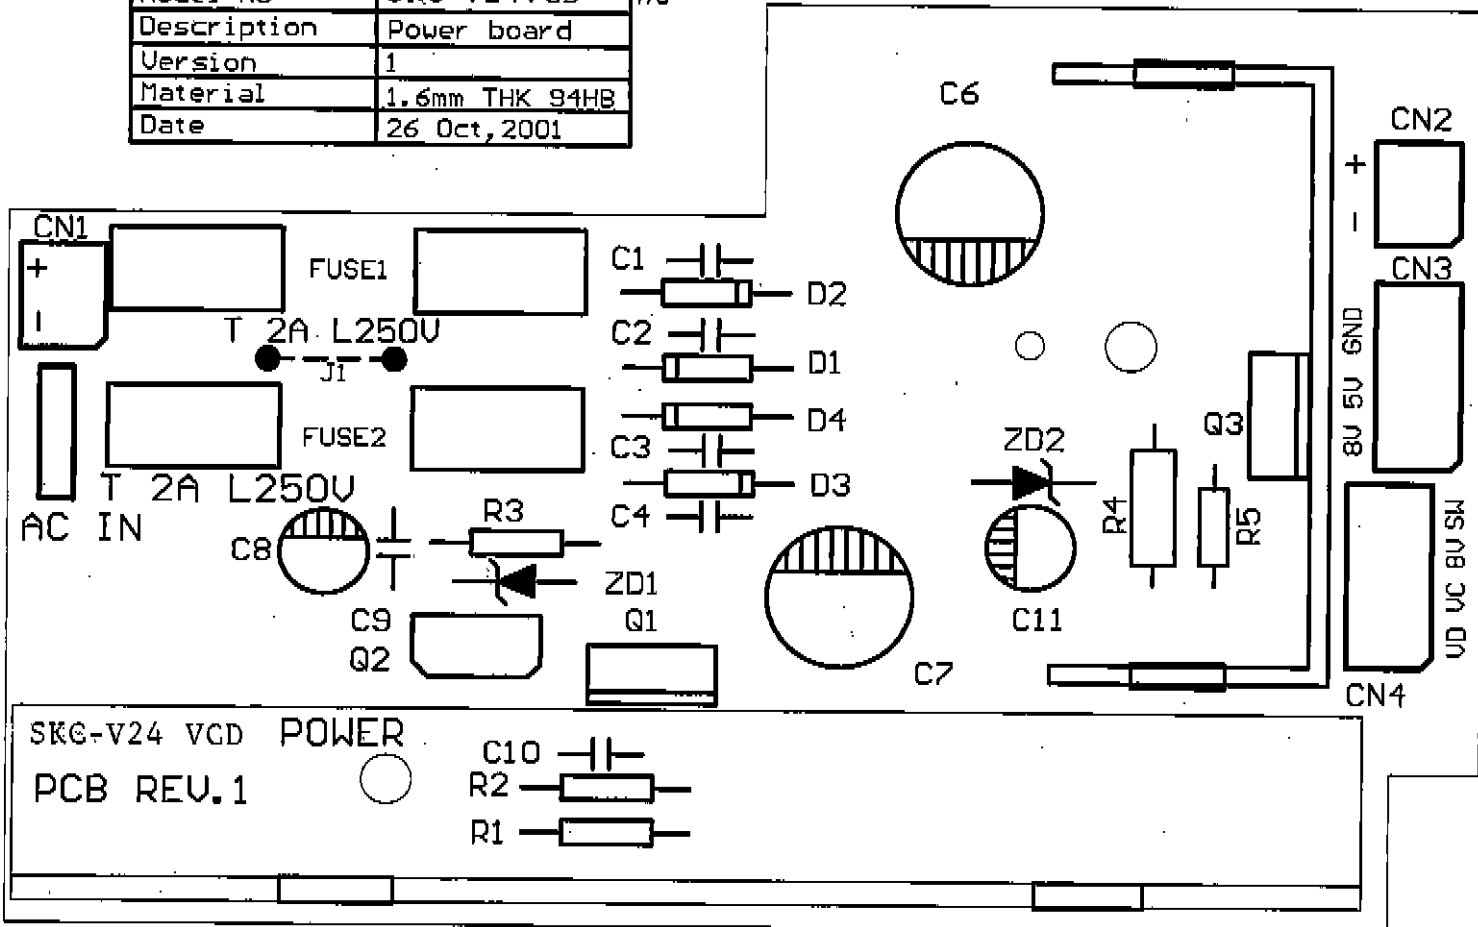 Description Power board
Version 1
Material 1.6mm THK 94HB
Date 26 Oct,2001
C6
CN2
+
-
CN1
+
-
FUSE1
T 2A L250V
J1
FUSE2
T 2A L250V
AC IN
C1
D2
C2
D1
D4
C3
D3
C4
CN3
8V 5V GND
Q3
ZD2
R4
R5
C11
C8
C9
R3
ZD1
Q2
Q1
C7
VD VC 8V SW
CN4
SKG-V24 VCD POWER
PCB REV.1
C10
R2
R1